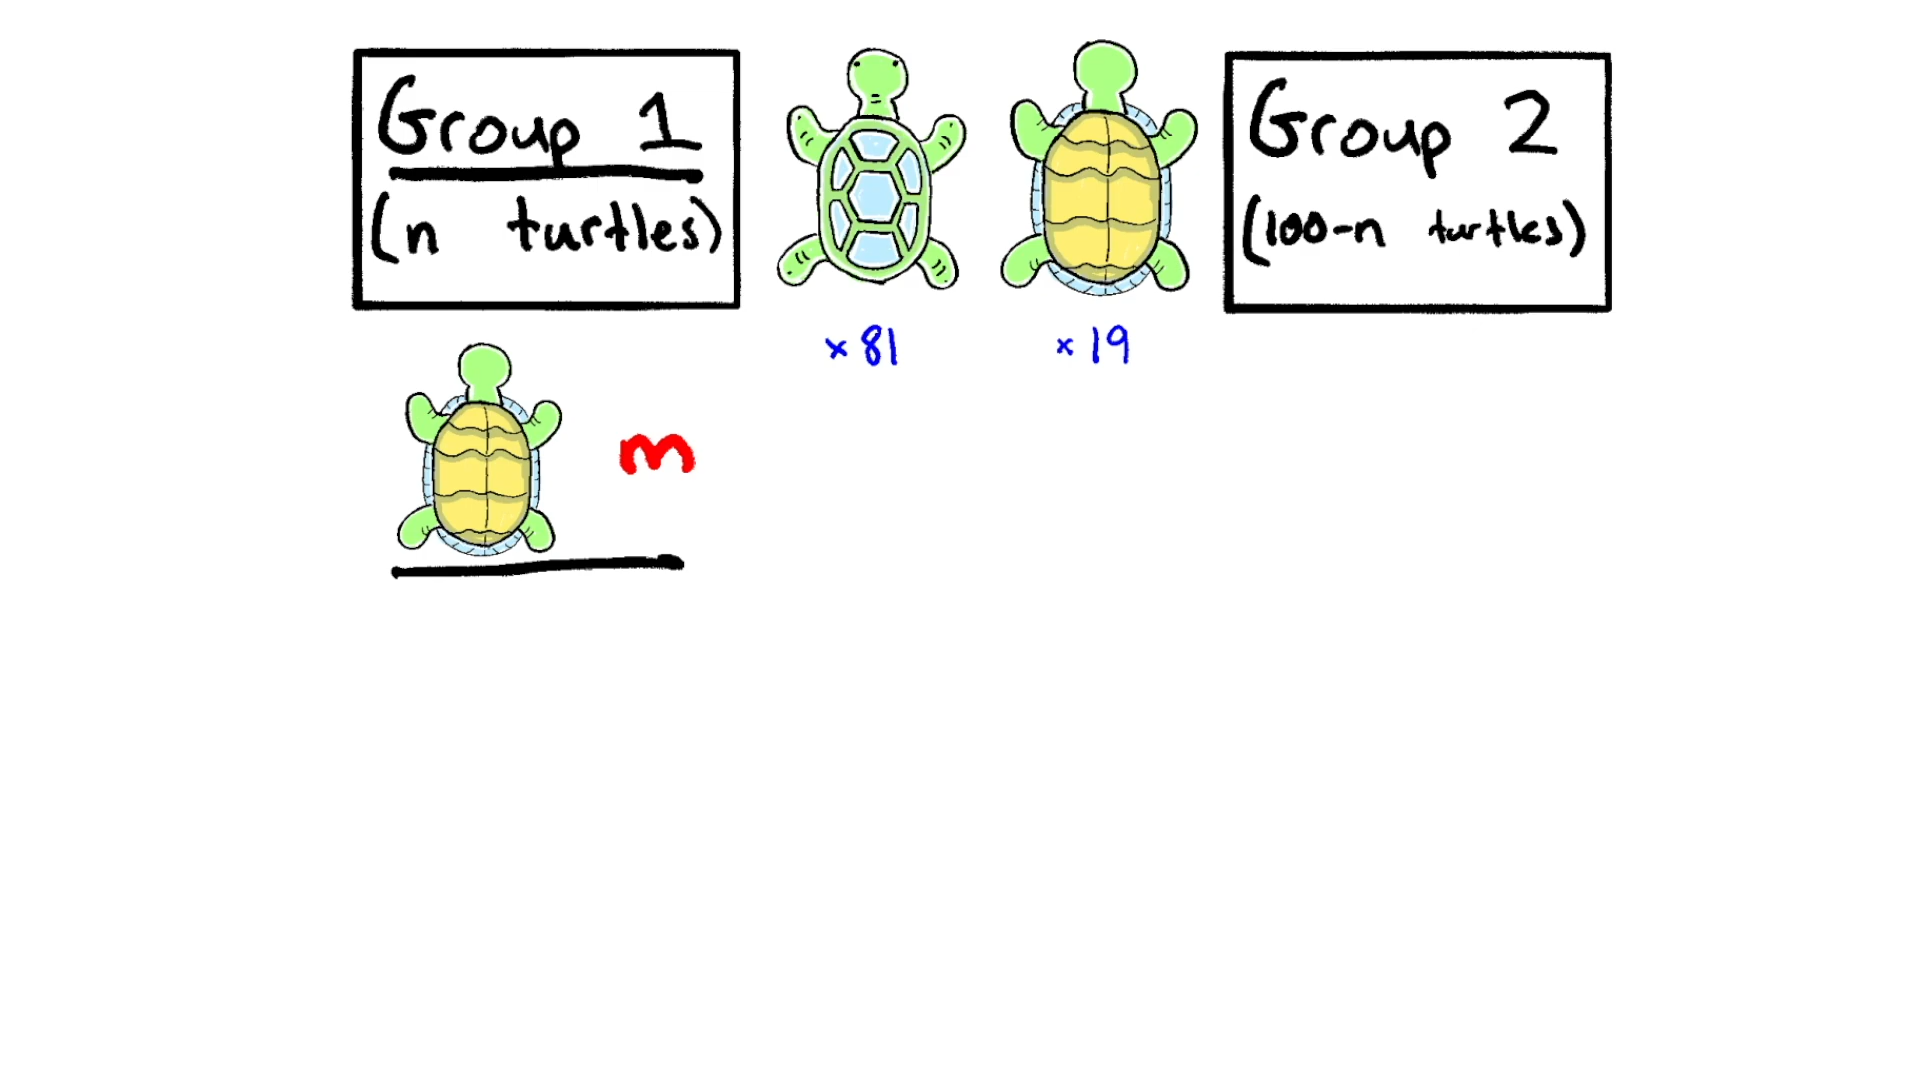 Group 1
(n turtles)
Group 2
(100-n turtles)
× 81
× 19
m